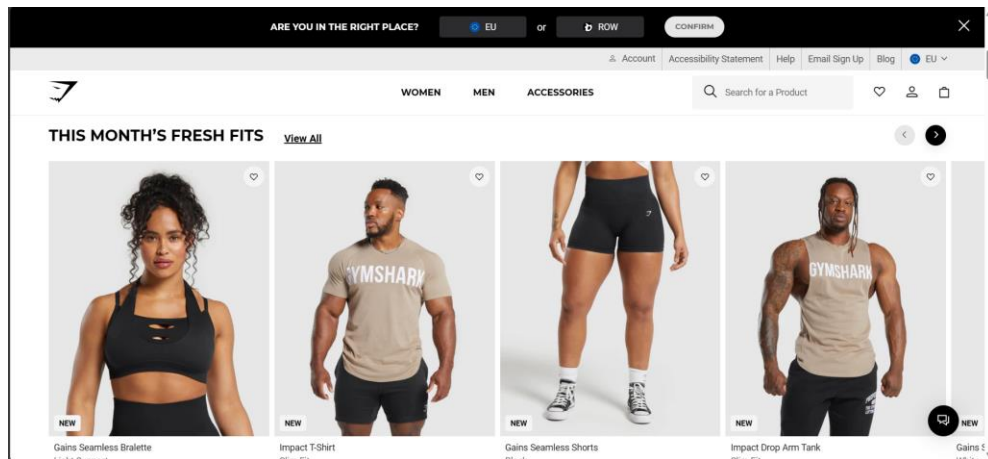 ARE YOU IN THE RIGHT PLACE? EU or ROW CONFIRM
Account Accessibility Statement Help Email Sign Up Blog EU
WOMEN MEN ACCESSORIES Search for a Product
THIS MONTH'S FRESH FITS View All
GYMSHARK GYMSHARK
NEW NEW NEW NEW NEW
Gains Seamless Bralette Impact T-Shirt Gains Seamless Shorts Impact Drop Arm Tank Gains